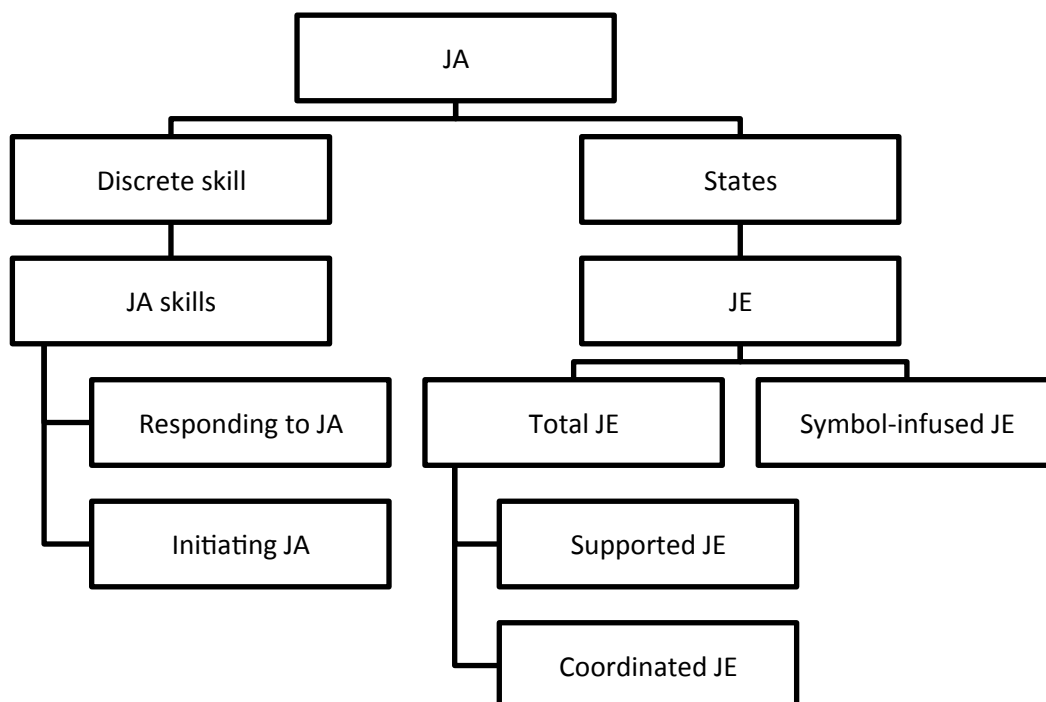 JA
Discrete skill
States
JA skills
JE
Responding to JA
Total JE
Symbol-infused JE
Initiating JA
Supported JE
Coordinated JE